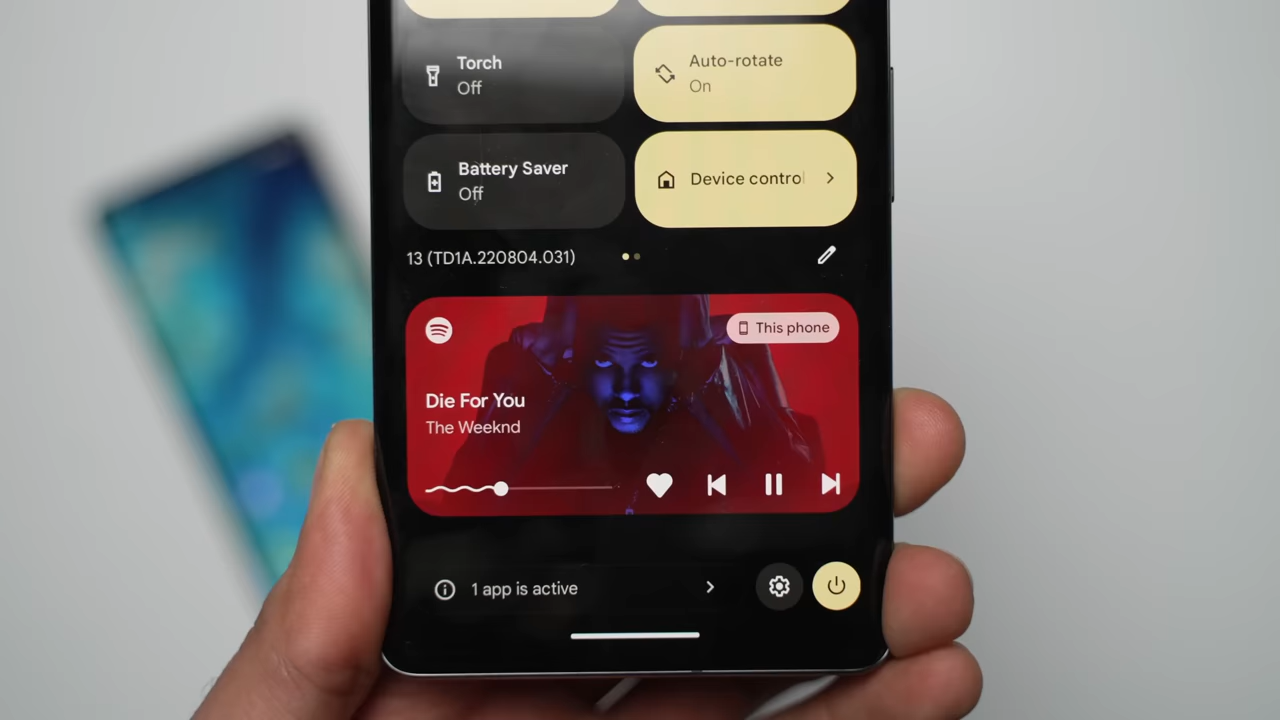 Torch
Off
Auto-rotate
On
Battery Saver
Off
Device control
13 (TD1A.220804.031)
This phone
Die For You
The Weeknd
1 app is active